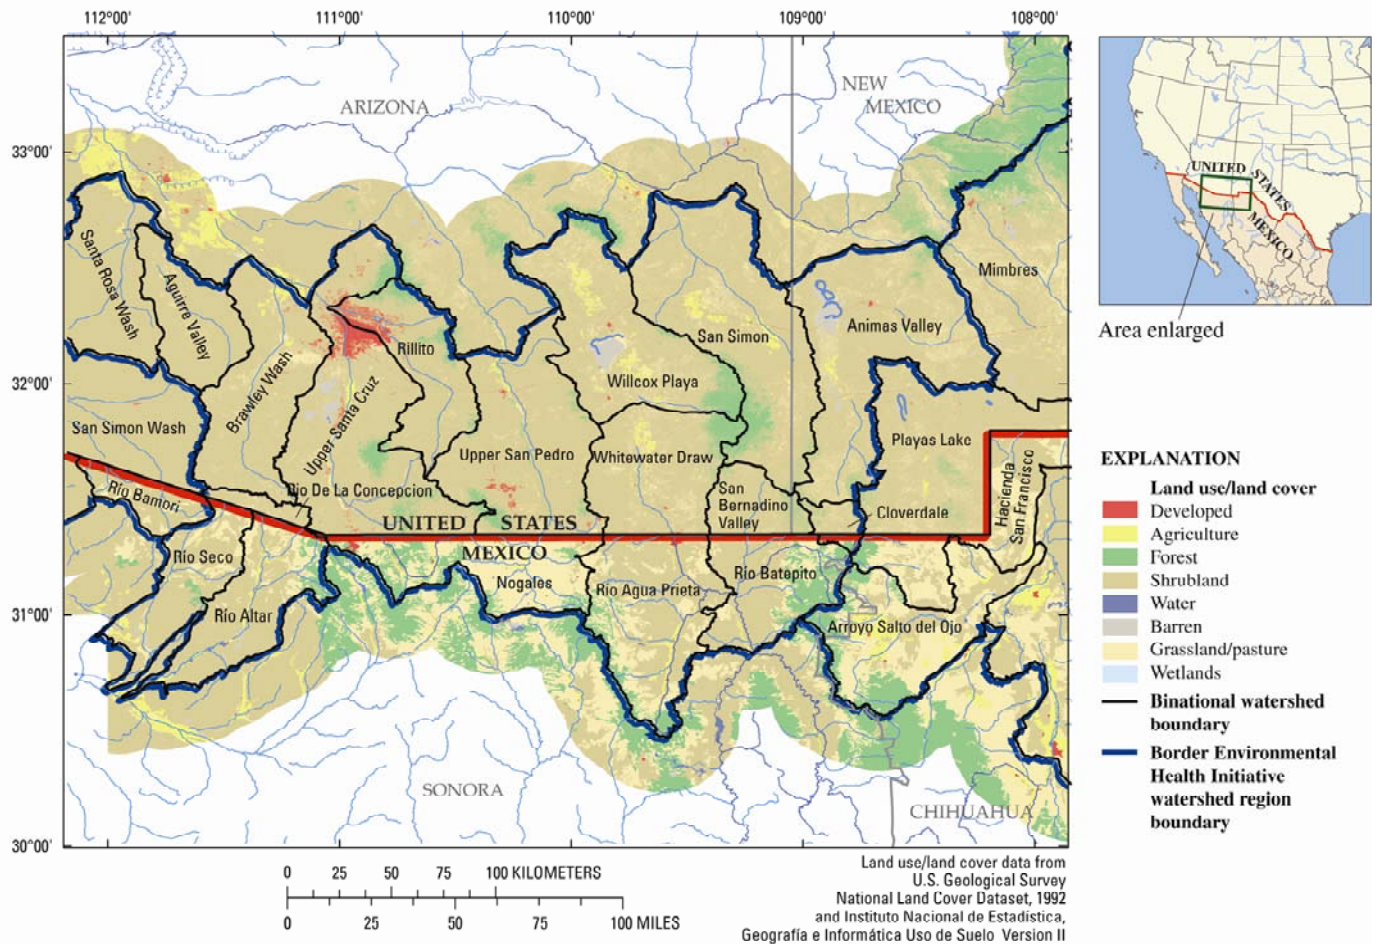 112°00'
111°00'
110°00'
109°00'
108°00'
33°00'
32°00'
31°00'
30°00'
ARIZONA
NEW
MEXICO
Santa Rosa Wash
Aguirre Valley
Mimbres
San Simon
Animas Valley
Rillito
Willcox Playa
Brawley Wash
Upper Santa Cruz
San Simon Wash
Playas Lake
Upper San Pedro
Whitewater Draw
Hacienda
San Francisco
Río Bamori
Rio De La Concepcion
San
Bernadino
Valley
Cloverdale
UNITED STATES
MEXICO
Río Seco
Nogales
Río Agua Prieta
Río Batepito
Río Altar
Arroyo Salto del Ojo
SONORA
CHIHUAHUA
0 25 50 75 100 KILOMETERS
0 25 50 75 100 MILES
Land use/land cover data from
U.S. Geological Survey
National Land Cover Dataset, 1992
and Instituto Nacional de Estadística,
Geografía e Informática Uso de Suelo Version II
UNITED STATES
MEXICO
Area enlarged
EXPLANATION
Land use/land cover
Developed
Agriculture
Forest
Shrubland
Water
Barren
Grassland/pasture
Wetlands
Binational watershed
boundary
Border Environmental
Health Initiative
watershed region
boundary